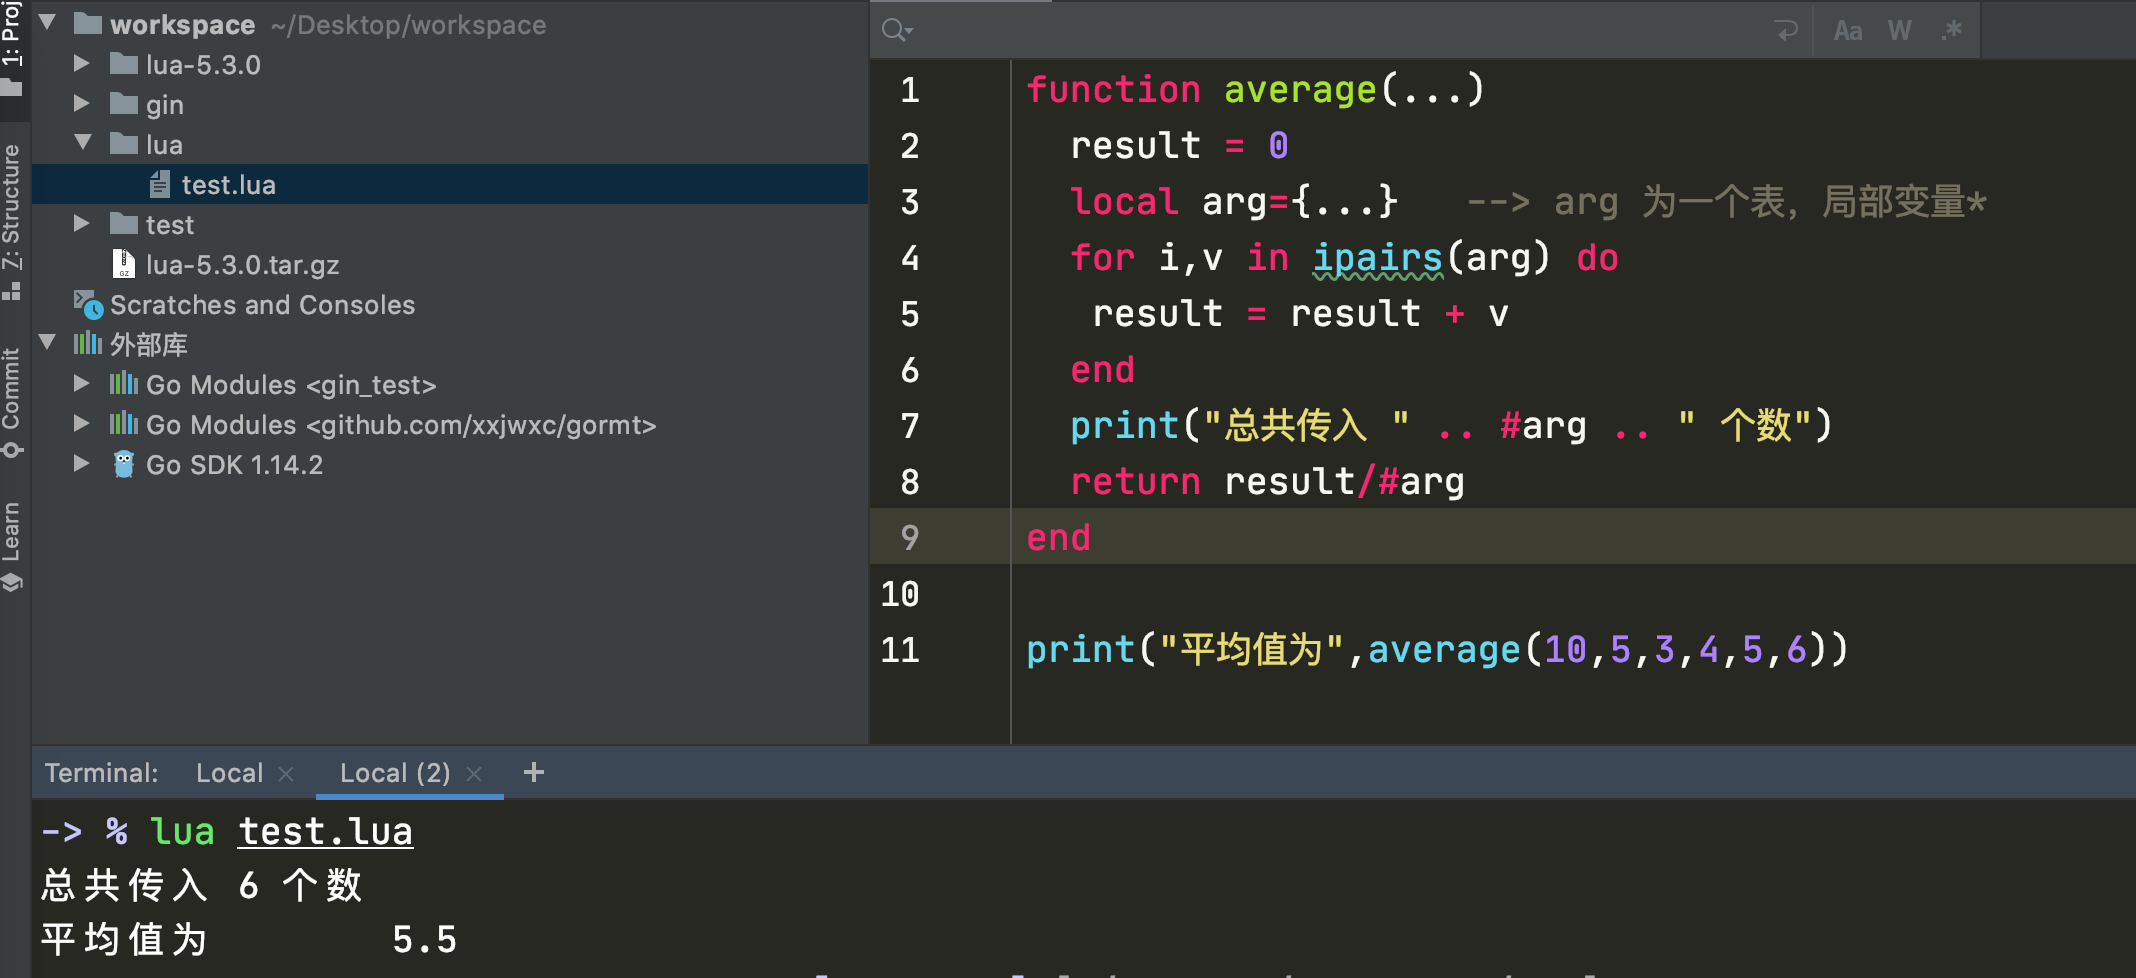 1: Proj
Z: Structure
Commit
Learn
workspace ~/Desktop/workspace
lua-5.3.0
gin
lua
test.lua
test
lua-5.3.0.tar.gz
Scratches and Consoles
外部库
Go Modules <gin_test>
Go Modules <github.com/xxjwxc/gormt>
Go SDK 1.14.2
Aa W .*
1 function average(...)
2   result = 0
3   local arg={...}   --> arg 为一个表，局部变量*
4   for i,v in ipairs(arg) do
5    result = result + v
6   end
7   print("总共传入 " .. #arg .. " 个数")
8   return result/#arg
9 end
10
11 print("平均值为",average(10,5,3,4,5,6))
Terminal: Local × Local (2) × +
-> % lua test.lua
总共传入 6 个数
平均值为 5.5